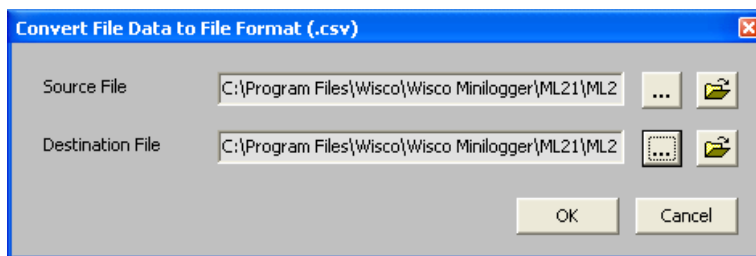 Convert File Data to File Format (.csv)
Source File C:\Program Files\Wisco\Wisco Minilogger\ML21\ML2 ...
Destination File C:\Program Files\Wisco\Wisco Minilogger\ML21\ML2 ...
OK Cancel